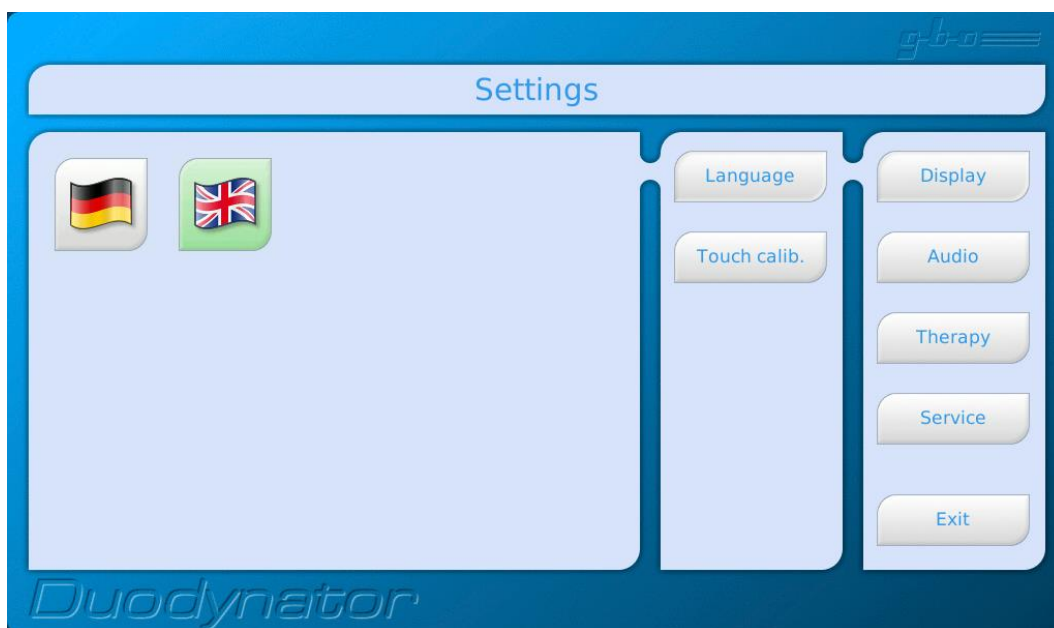 g-b-o
Settings
Language
Touch calib.
Display
Audio
Therapy
Service
Exit
Duodynator